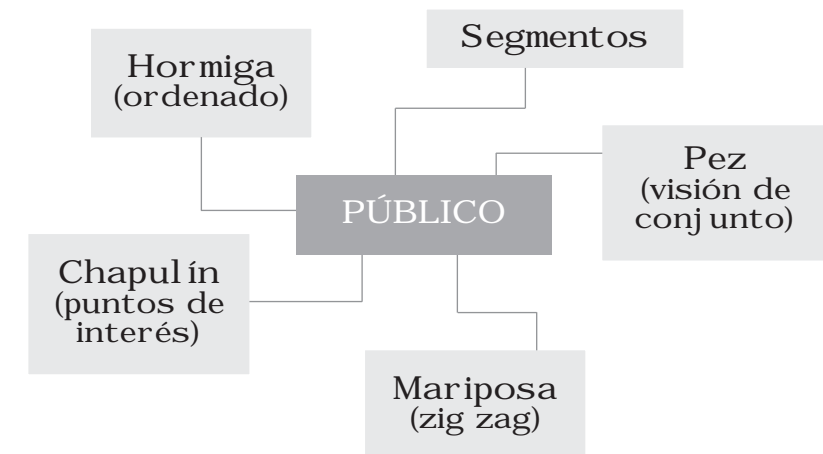 Segmentos
Hormiga
(ordenado)
Pez
(visión de
conjunto)
PÚBLICO
Chapulín
(puntos de
interés)
Mariposa
(zig zag)